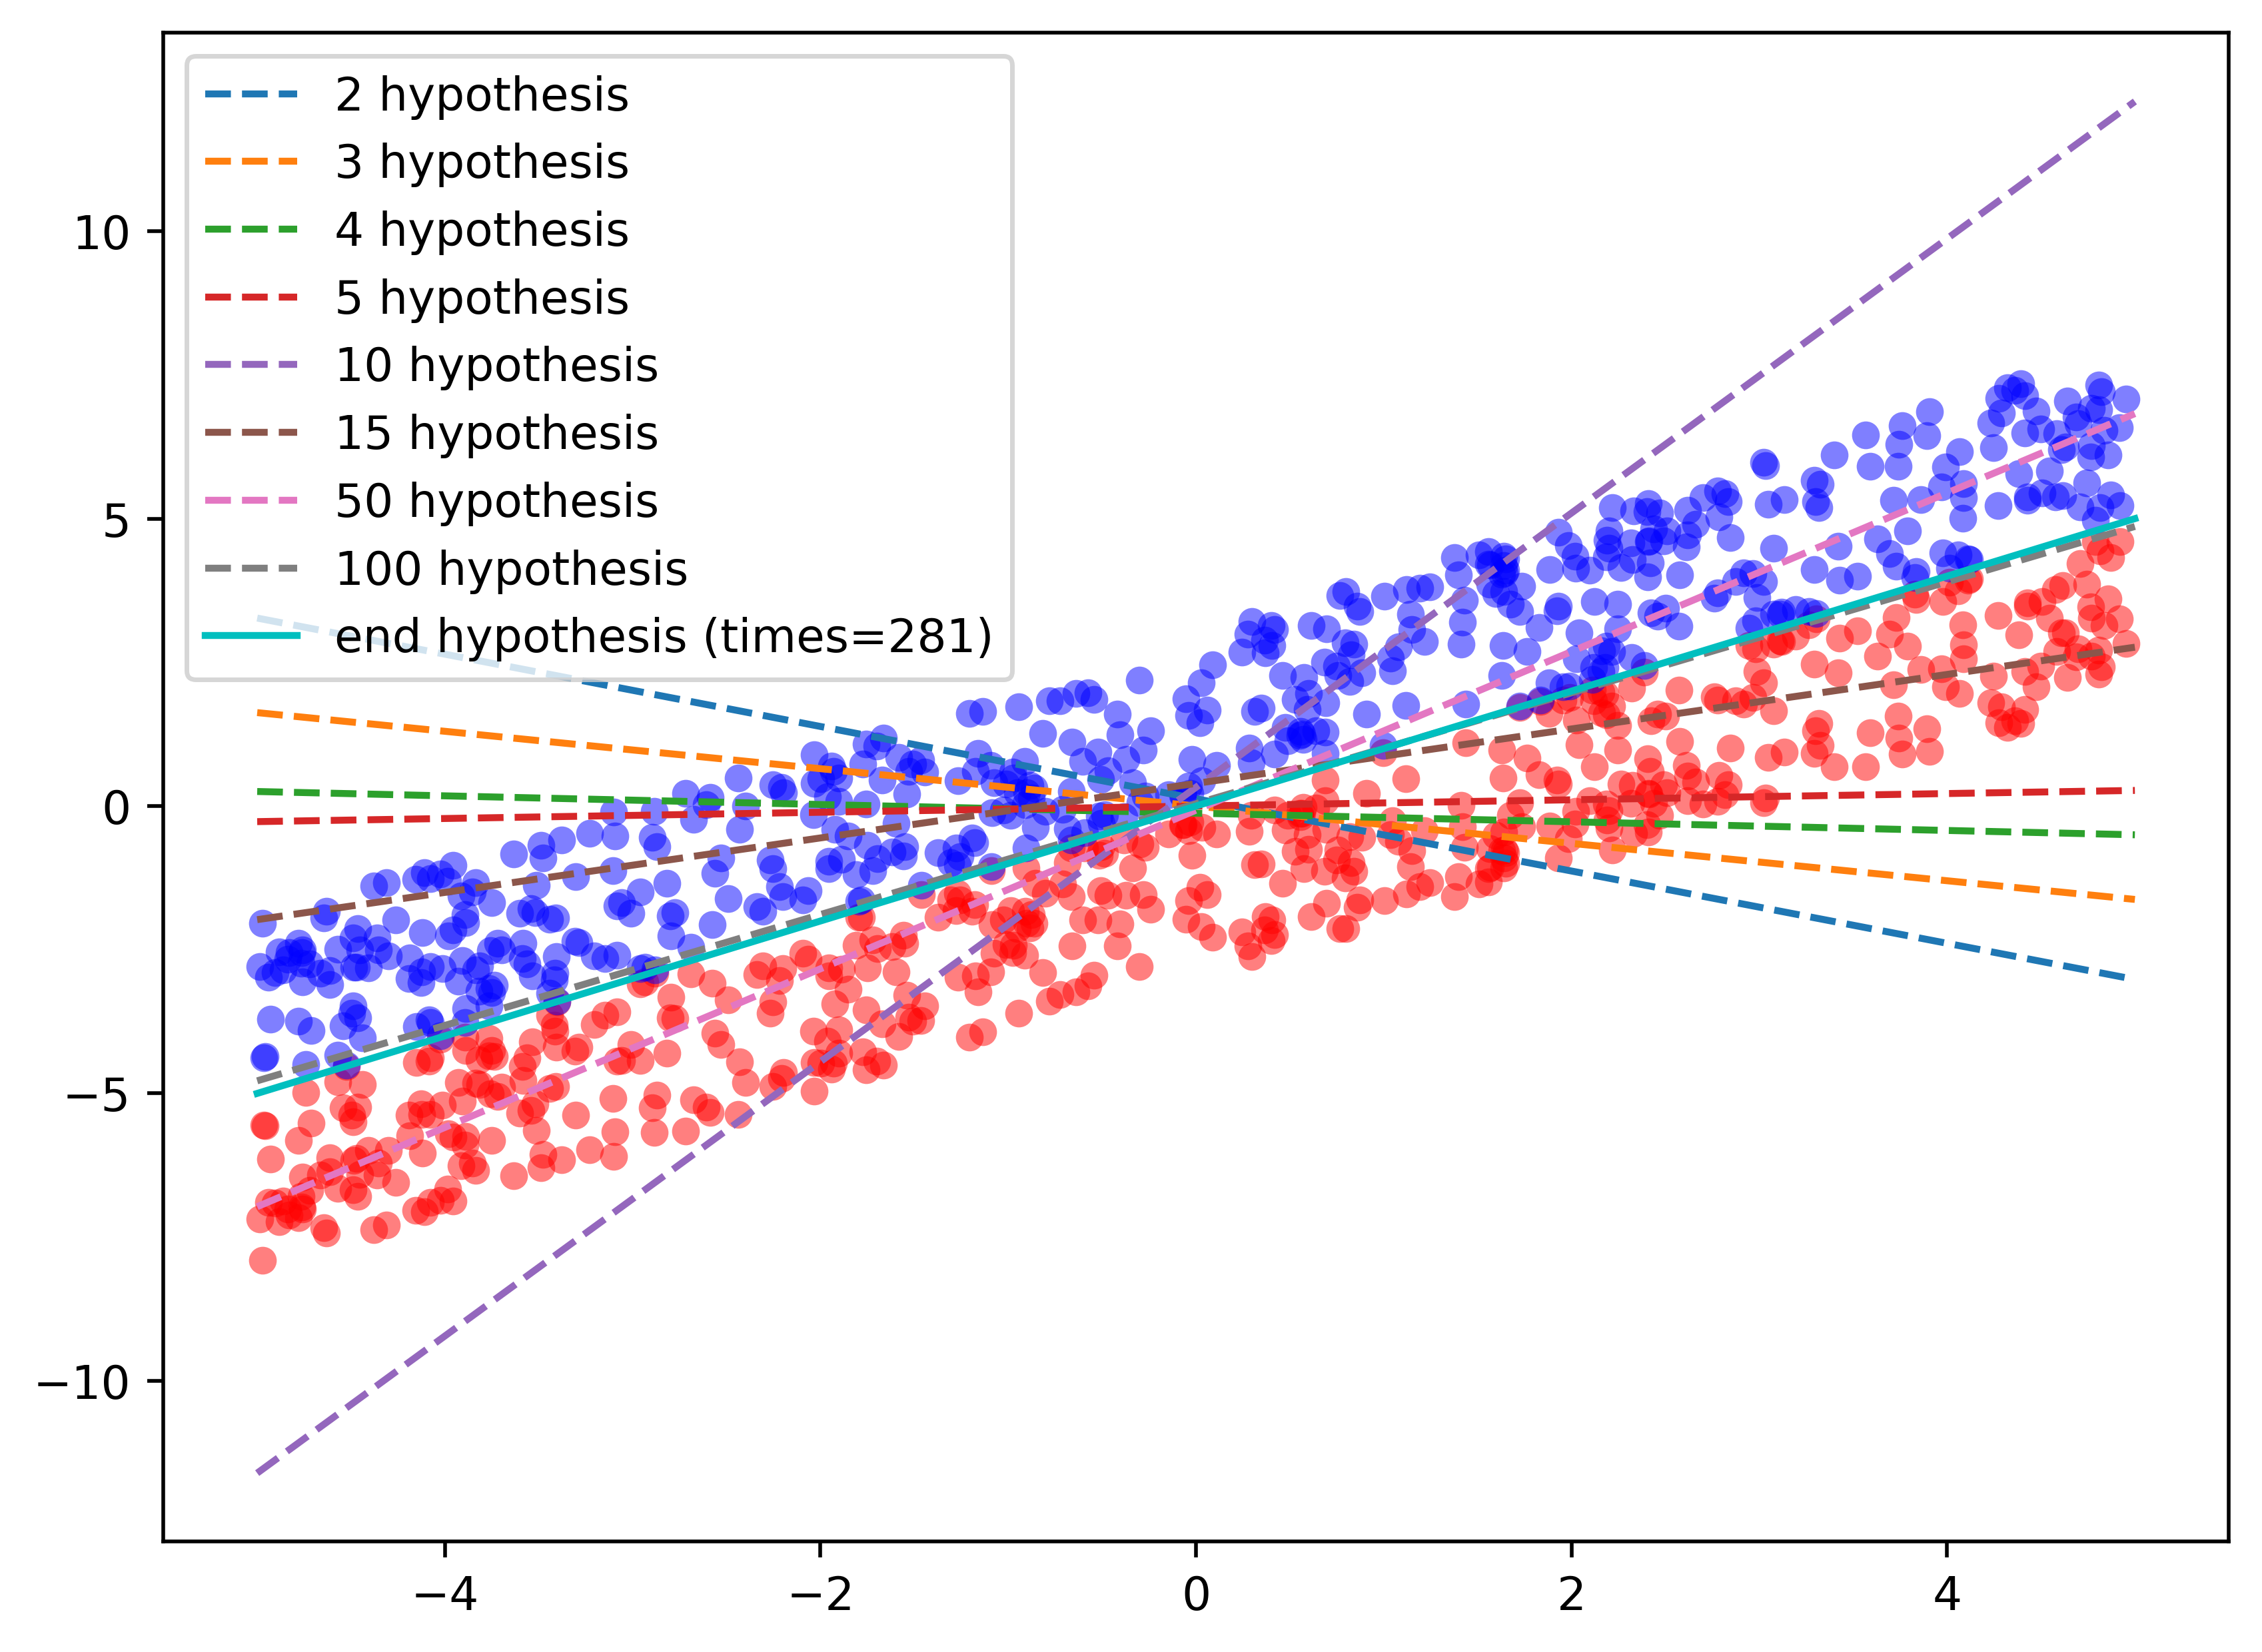 2 hypothesis
3 hypothesis
4 hypothesis
5 hypothesis
10 hypothesis
15 hypothesis
50 hypothesis
100 hypothesis
end hypothesis (times=281)
10
5
0
−5
−10
−4
−2
0
2
4